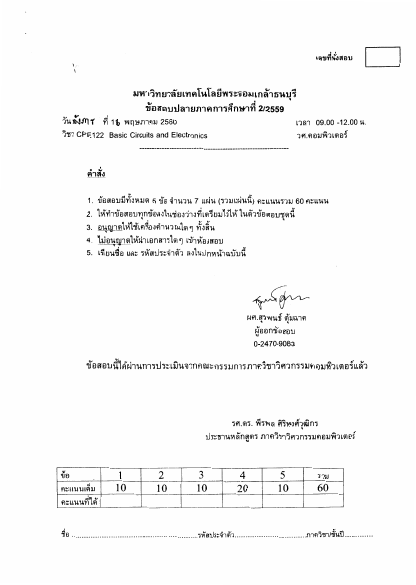 เลขที่นั่งสอบ
มหาวิทยาลัยเทคโนโลยีพระจอมเกล้าธนบุรี
ข้อสอบปลายภาคการศึกษาที่ 2/2559
วันอังคาร ที่ 16 พฤษภาคม 2560 เวลา 09.00 -12.00 น.
วิชา CPE122 Basic Circuits and Electronics วศ.คอมพิวเตอร์
คำสั่ง
1. ข้อสอบมีทั้งหมด 5 ข้อ จำนวน 7 แผ่น (รวมแผ่นนี้) คะแนนรวม 60 คะแนน
2. ให้ทำข้อสอบทุกข้อลงในช่องว่างที่เตรียมไว้ให้ ในตัวข้อสอบชุดนี้
3. อนุญาตให้ใช้เครื่องคำนวณใดๆ ทั้งสิ้น
4. ไม่อนุญาตให้นำเอกสารใดๆ เข้าห้องสอบ
5. เขียนชื่อ และ รหัสประจำตัว ลงในปกหน้าฉบับนี้
ผศ.สุรพนธ์ ตุ้มนาค
ผู้ออกข้อสอบ
0-2470-9083
ข้อสอบนี้ได้ผ่านการประเมินจากคณะกรรมการภาควิชาวิศวกรรมคอมพิวเตอร์แล้ว
รศ.ดร. พีรพล ศิริพงศ์วุฒิกร
ประธานหลักสูตร ภาควิชาวิศวกรรมคอมพิวเตอร์
ข้อ 1 2 3 4 5 รวม
คะแนนเต็ม 10 10 10 20 10 60
คะแนนที่ได้
ชื่อ..........................................รหัสประจำตัว........................ภาควิชาชั้นปี..............